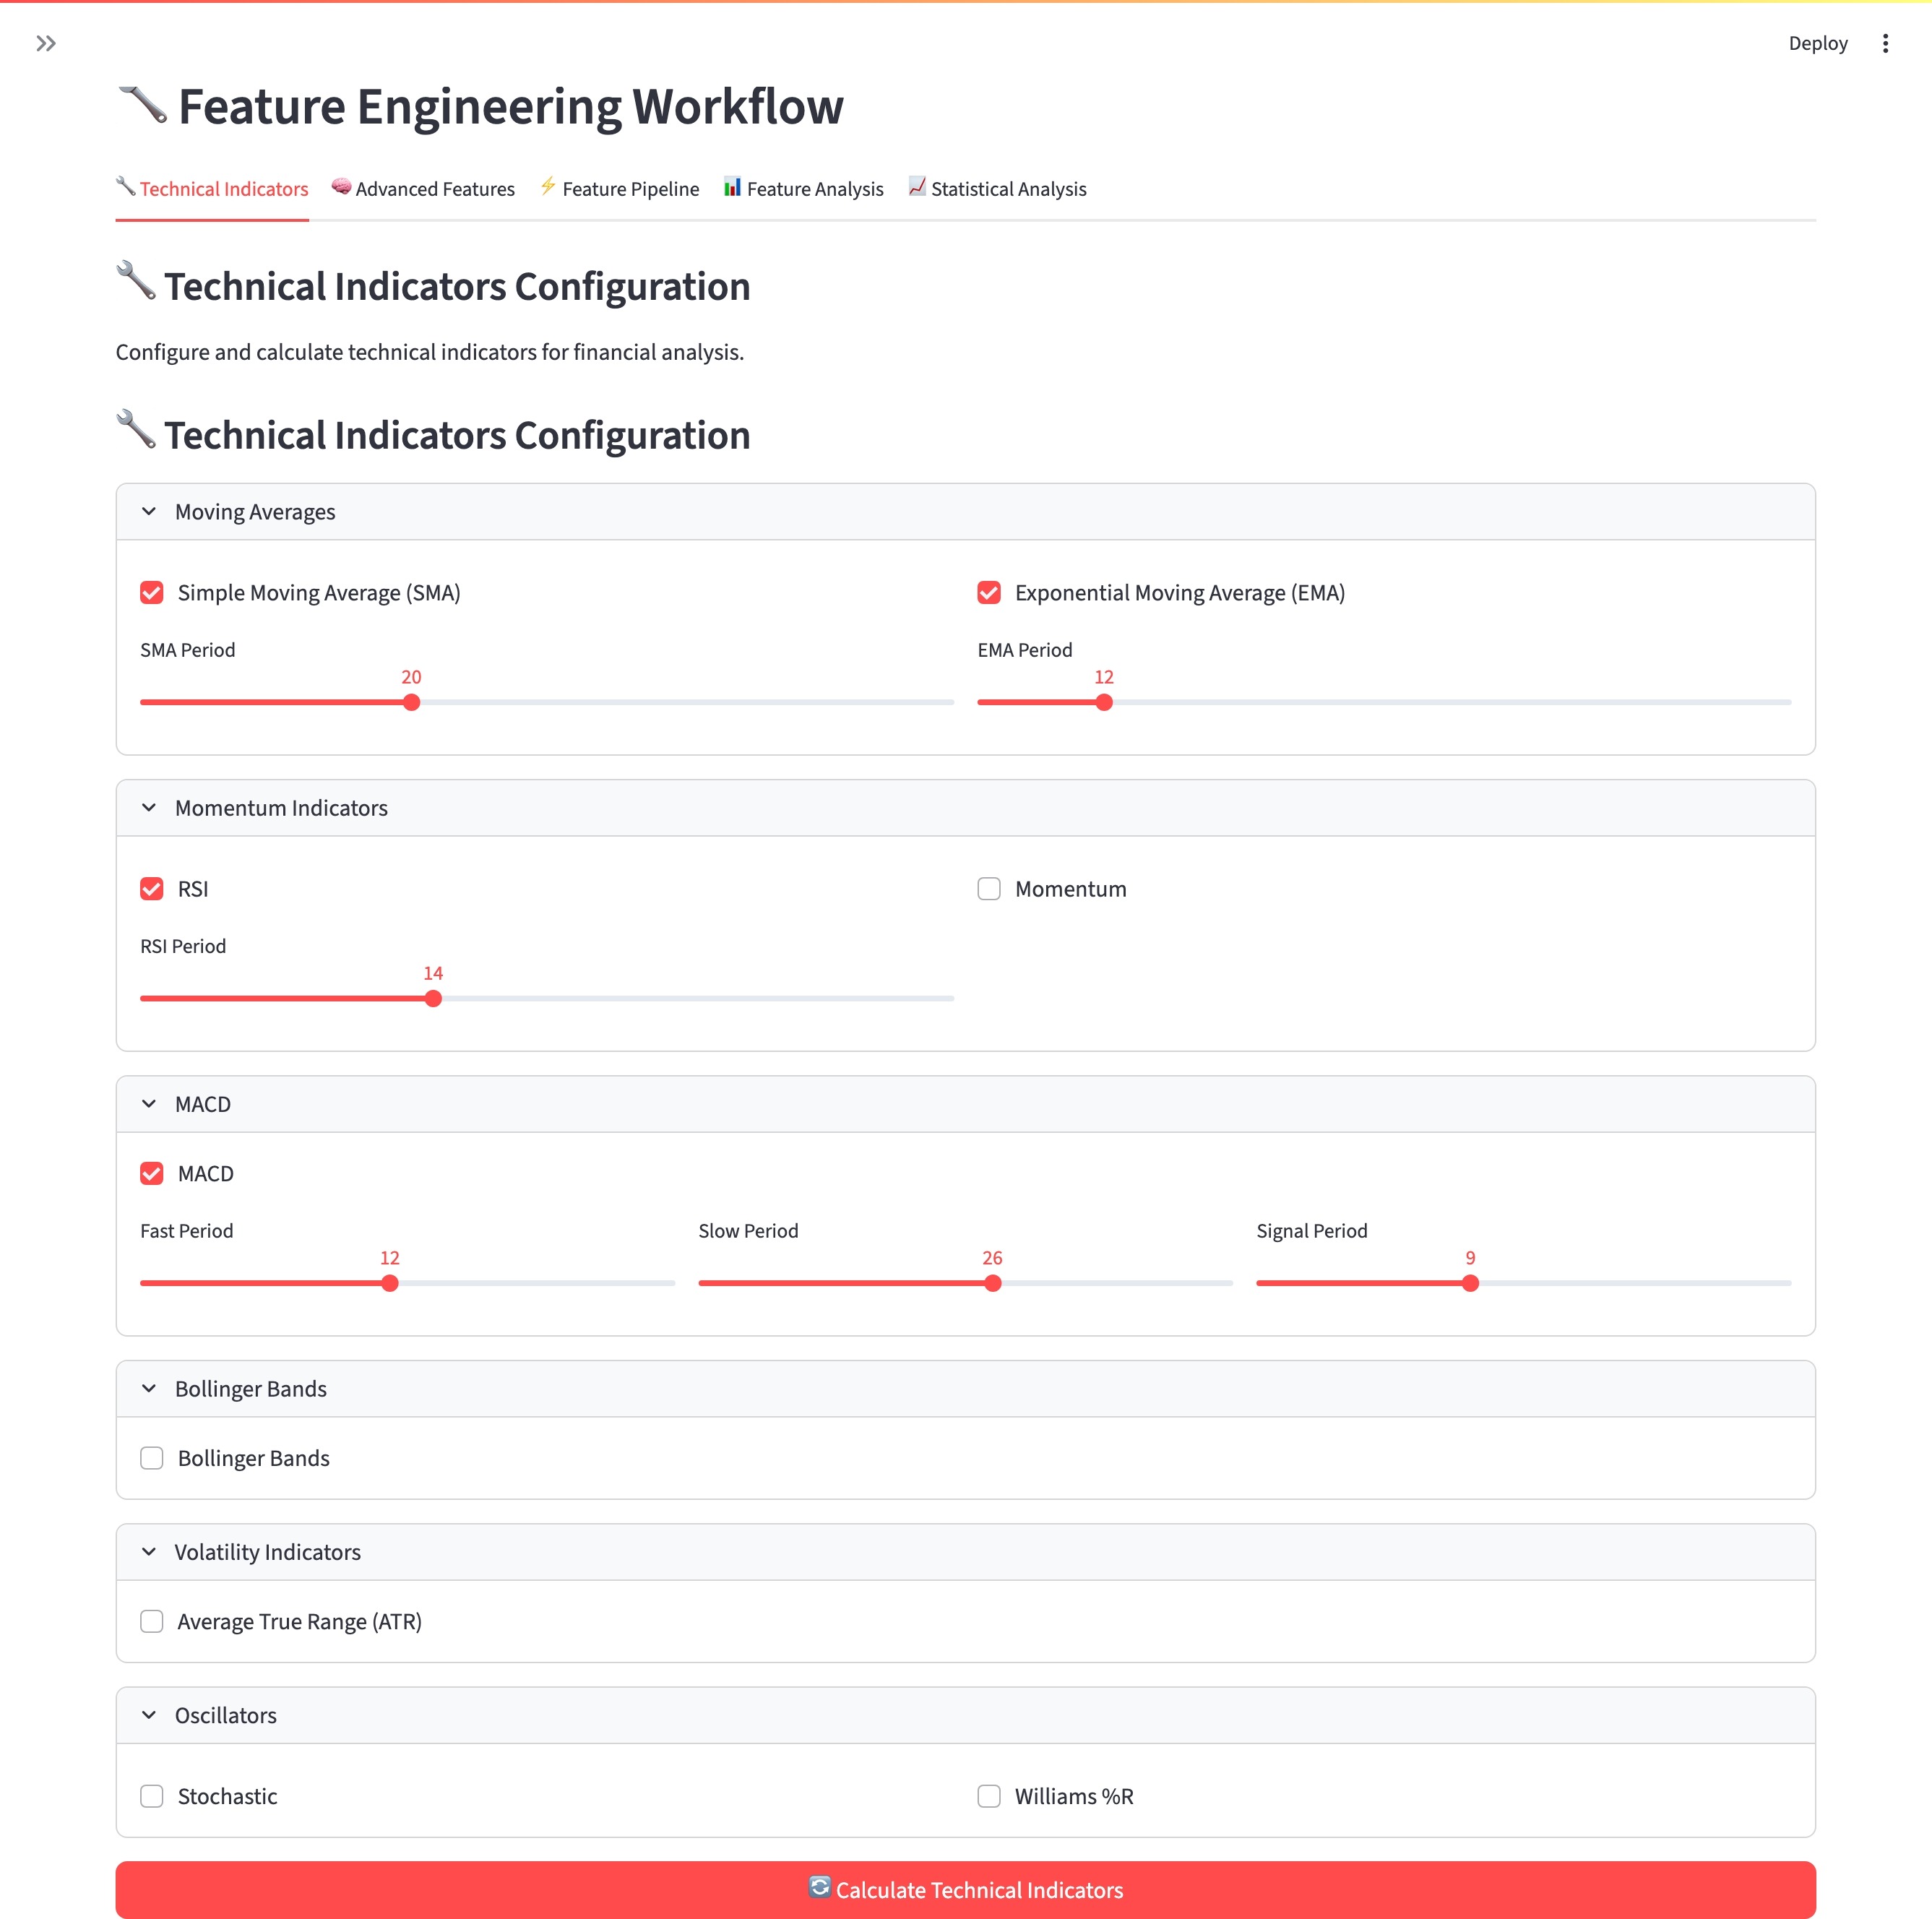 Deploy
Feature Engineering Workflow
Technical Indicators Advanced Features Feature Pipeline Feature Analysis Statistical Analysis
Technical Indicators Configuration
Configure and calculate technical indicators for financial analysis.
Technical Indicators Configuration
Moving Averages
Simple Moving Average (SMA) Exponential Moving Average (EMA)
SMA Period EMA Period
20 12
Momentum Indicators
RSI Momentum
RSI Period
14
MACD
MACD
Fast Period Slow Period Signal Period
12 26 9
Bollinger Bands
Bollinger Bands
Volatility Indicators
Average True Range (ATR)
Oscillators
Stochastic Williams %R
Calculate Technical Indicators